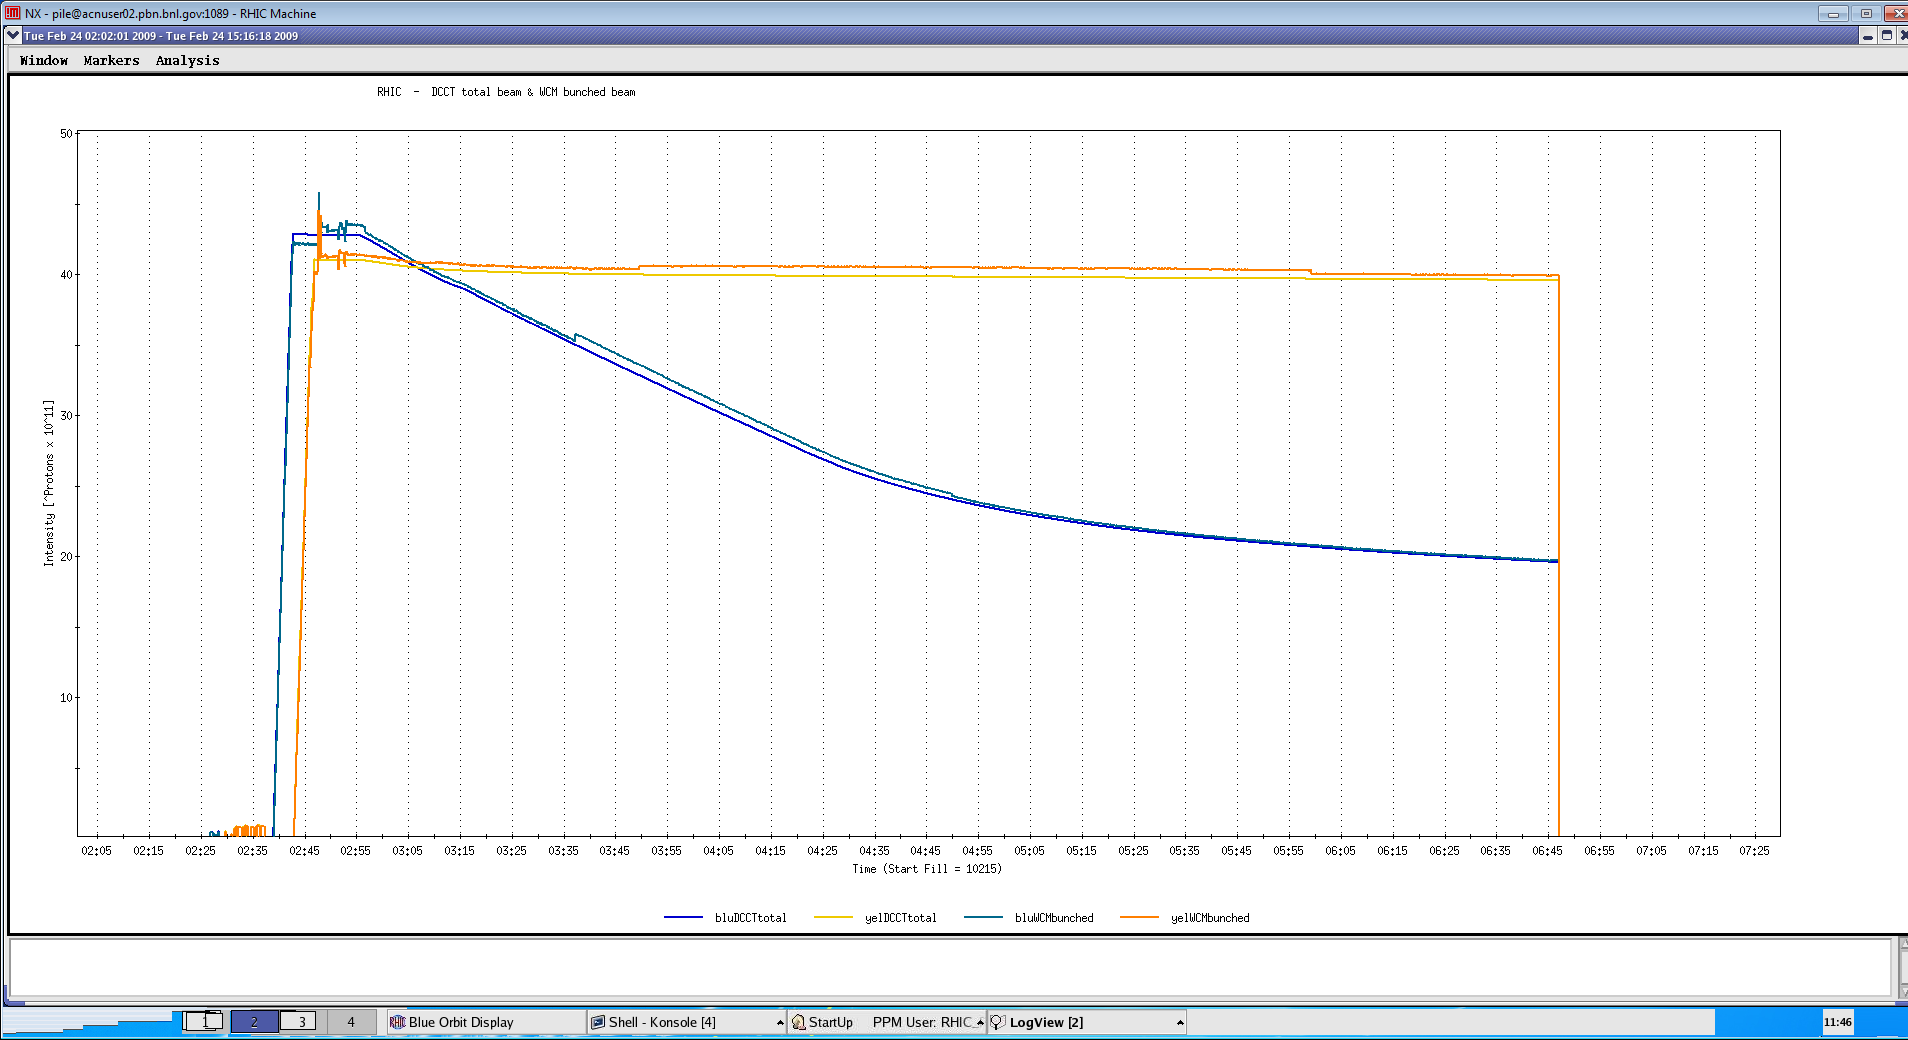 NX - pile@acnuser02.pbn.bnl.gov:1089 - RHIC Machine
Tue Feb 24 02:02:01 2009 - Tue Feb 24 15:16:18 2009
Window Markers Analysis
RHIC - DCCT total beam & WCM bunched beam
Intensity [^Protons x 10^11]
50
40
30
20
10
02:05 02:15 02:25 02:35 02:45 02:55 03:05 03:15 03:25 03:35 03:45 03:55 04:05 04:15 04:25 04:35 04:45 04:55 05:05 05:15 05:25 05:35 05:45 05:55 06:05 06:15 06:25 06:35 06:45 06:55 07:05 07:15 07:25
Time (Start Fill = 10215)
bluDCCTtotal yelDCCTtotal bluWCMbunched yelWCMbunched
1 2 3 4 RHIC Blue Orbit Display Shell - Konsole [4] StartUp PPM User: RHIC LogView [2] 11:46